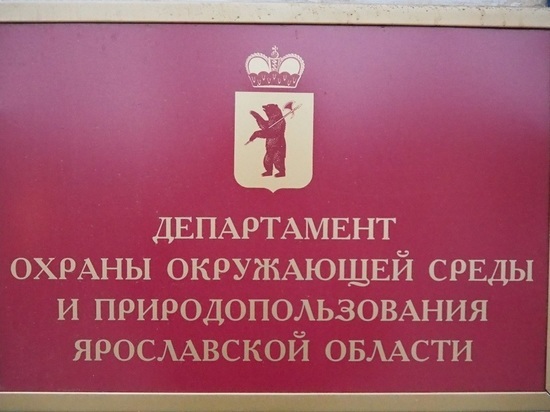 ДЕПАРТАМЕНТ
ОХРАНЫ ОКРУЖАЮЩЕЙ СРЕДЫ
И ПРИРОДОПОЛЬЗОВАНИЯ
ЯРОСЛАВСКОЙ ОБЛАСТИ